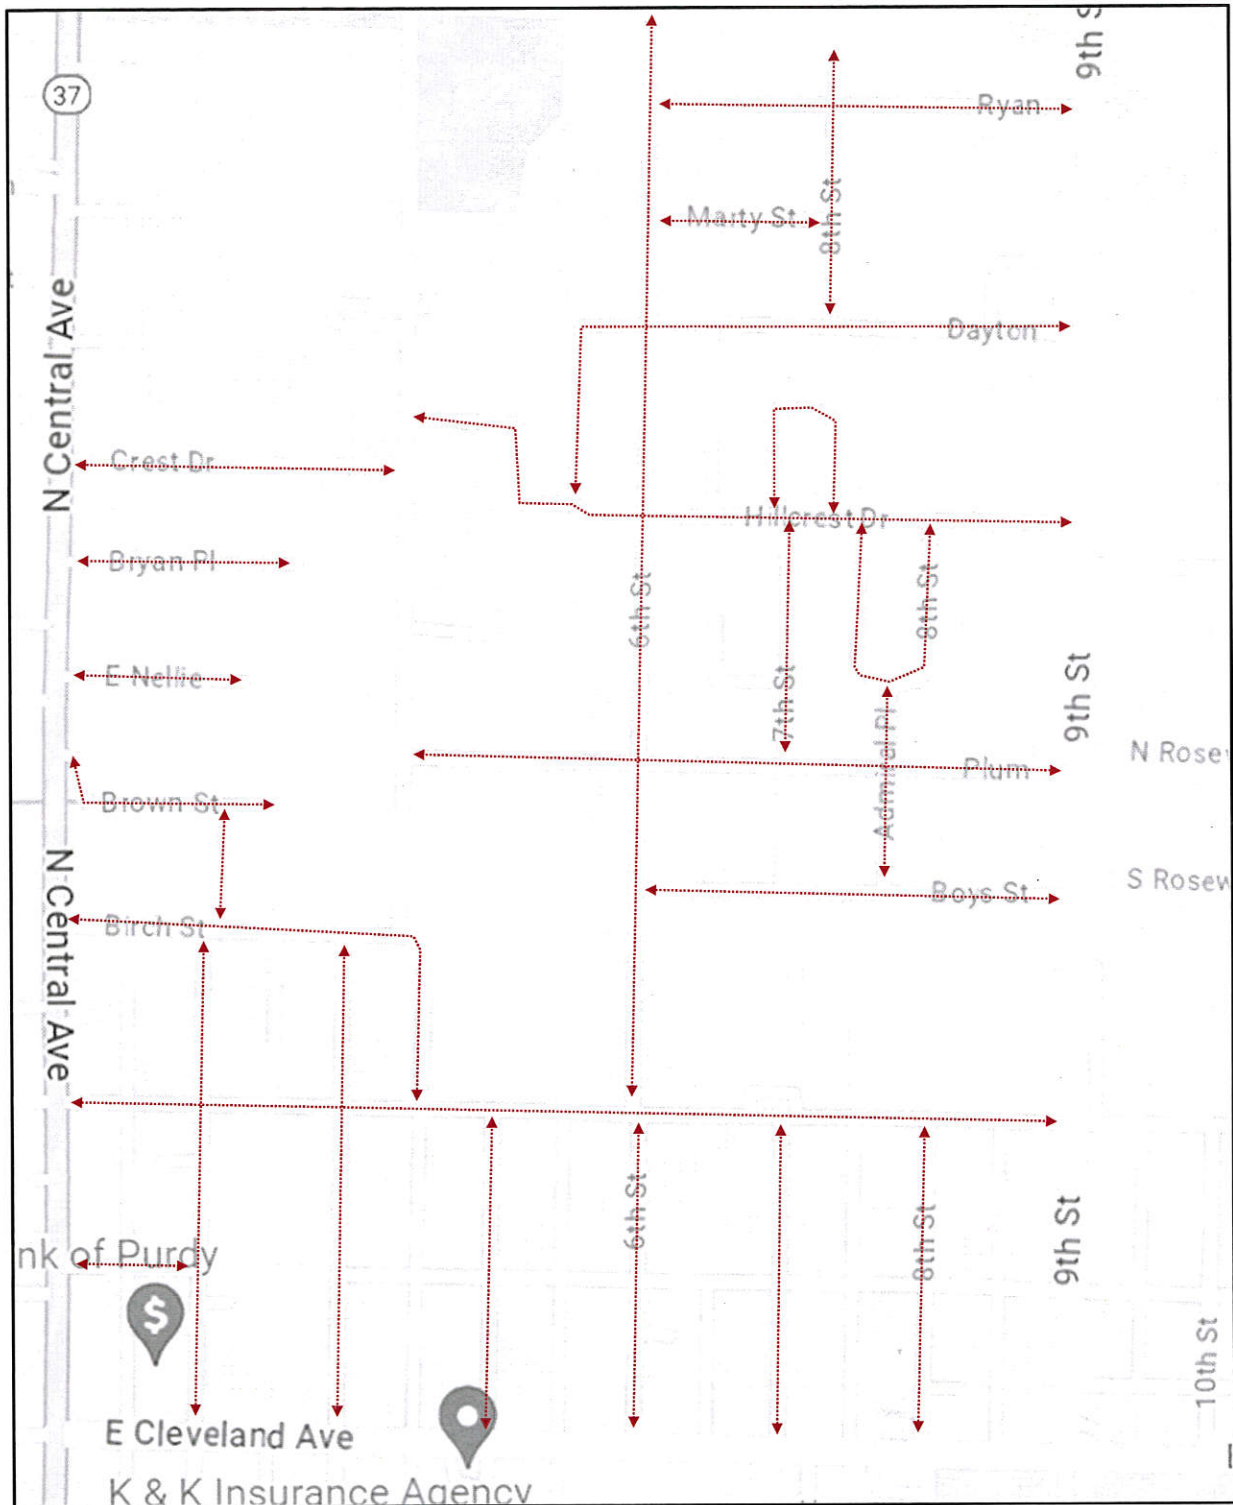 9th S
37
Ryan
Marty St
8th St
N Central Ave
Dayton
Crest Dr
Hillcrest Dr
Bryan Pl
6th St
8th St
E Nellie
7th St
9th St
N Rose
Plum
Admiral Pl
Brown St
N Central Ave
S Rosew
Boys St
Birch St
6th St
8th St
9th St
nk of Purdy
$
10th St
E Cleveland Ave
K & K Insurance Agency